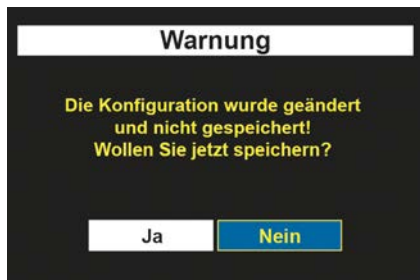 Warnung
Die Konfiguration wurde geändert
und nicht gespeichert!
Wollen Sie jetzt speichern?
Ja
Nein